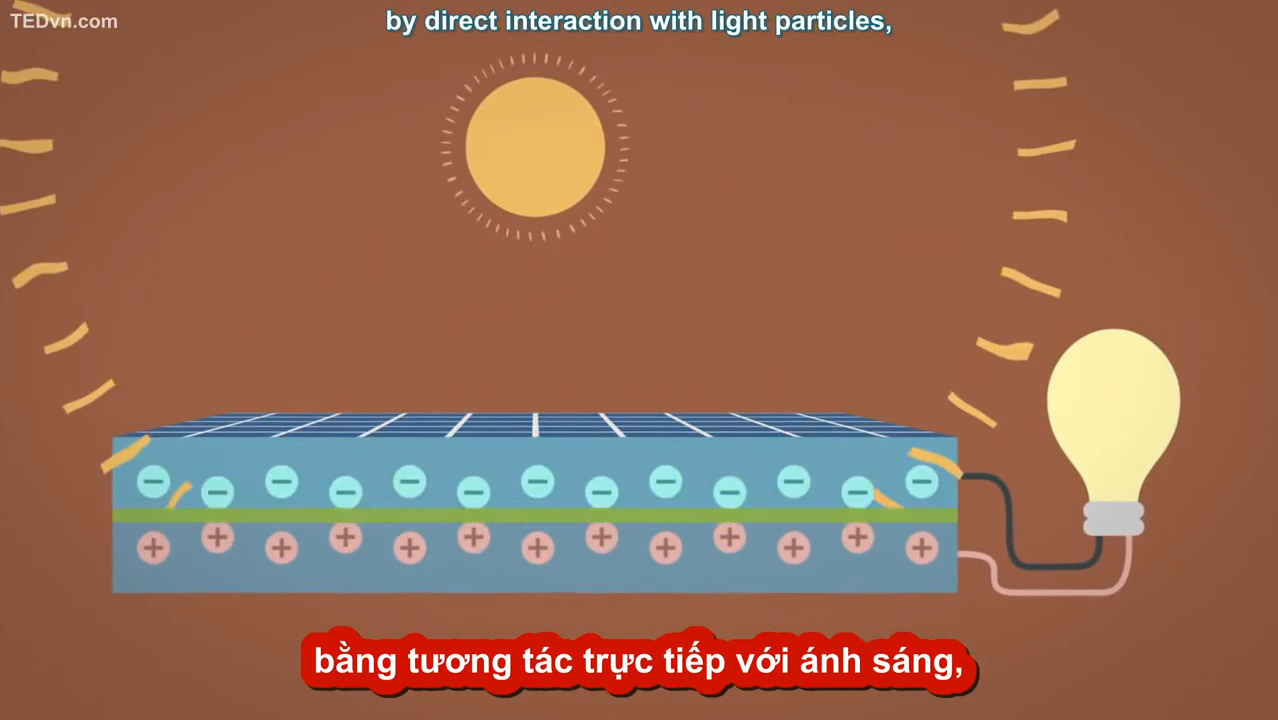 TEDvn.com
by direct interaction with light particles,
bằng tương tác trực tiếp với ánh sáng,